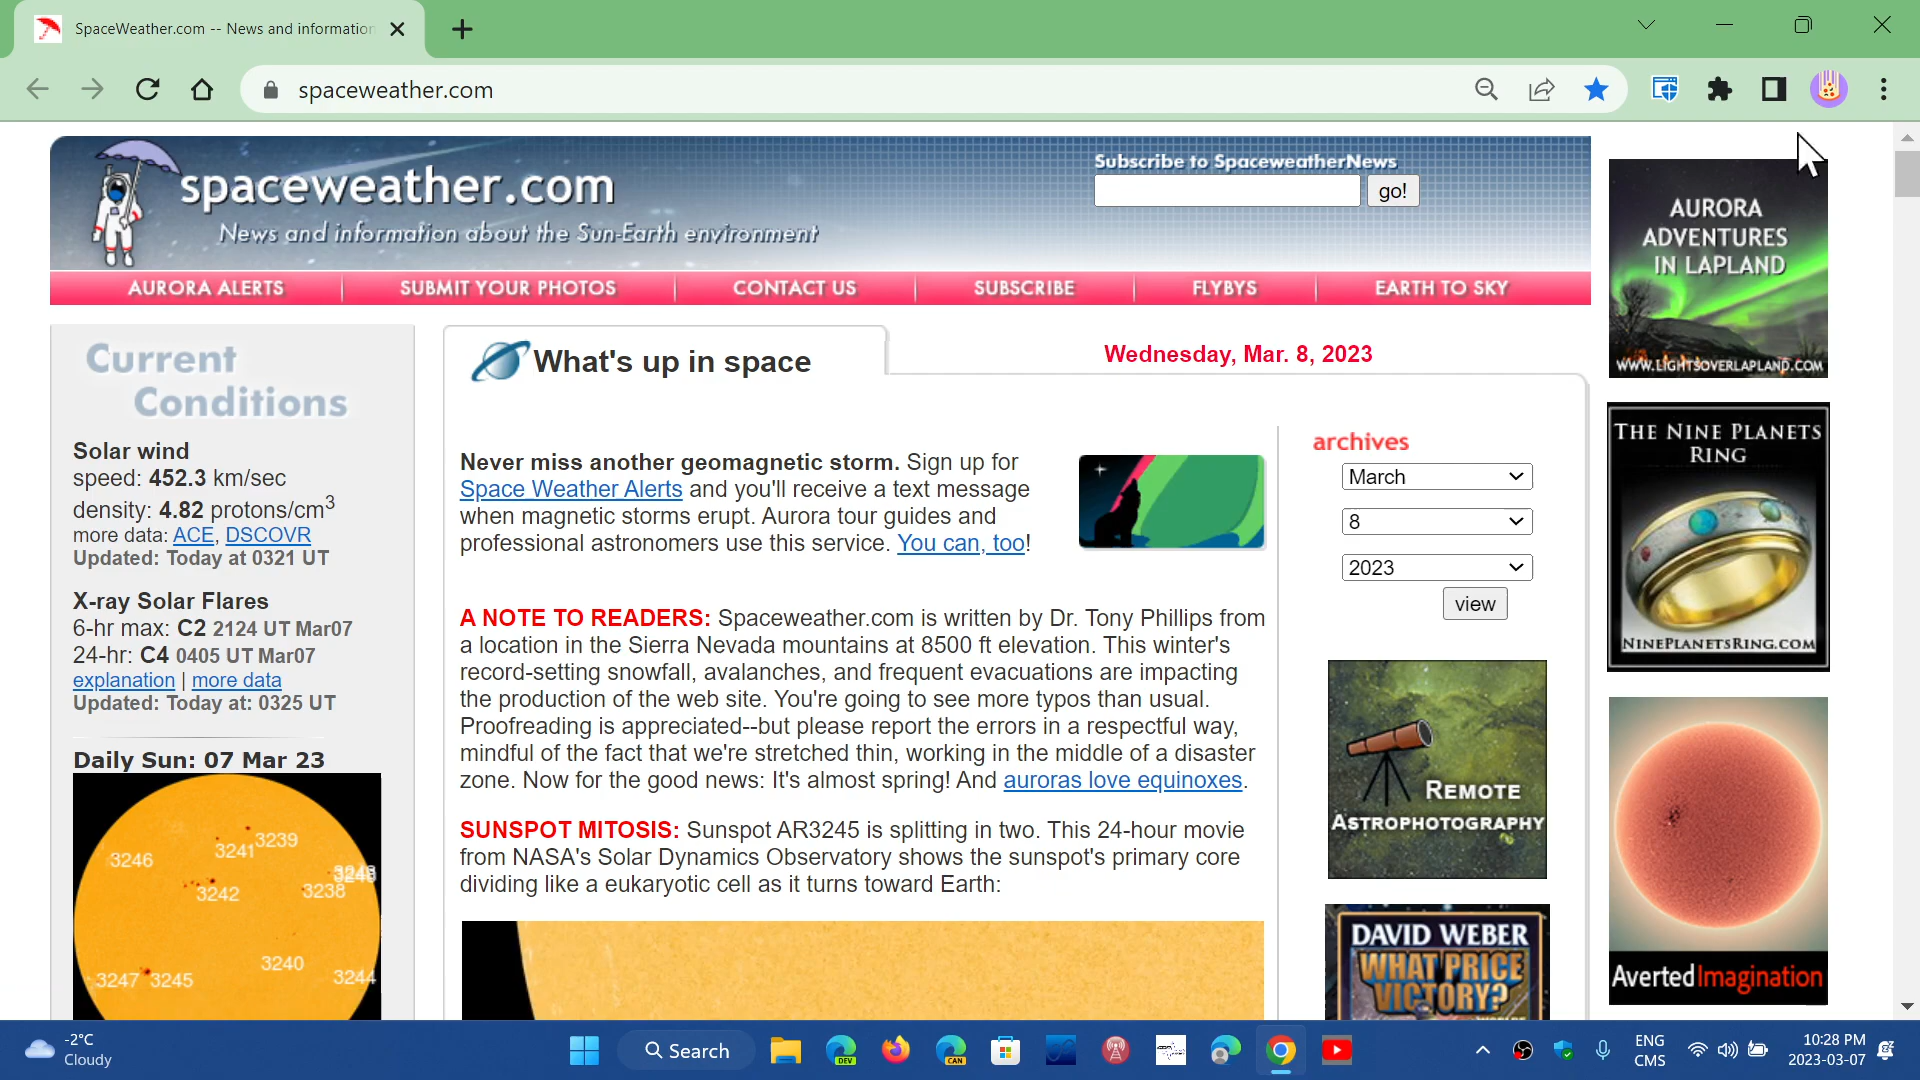 SpaceWeather.com -- News and information
spaceweather.com
spaceweather.com
News and information about the Sun-Earth environment
Subscribe to SpaceweatherNews
go!
AURORA ALERTS
SUBMIT YOUR PHOTOS
CONTACT US
SUBSCRIBE
FLYBYS
EARTH TO SKY
Current
Conditions
Solar wind
speed: 452.3 km/sec
density: 4.82 protons/cm3
more data: ACE, DSCOVR
Updated: Today at 0321 UT
X-ray Solar Flares
6-hr max: C2 2124 UT Mar07
24-hr: C4 0405 UT Mar07
explanation | more data
Updated: Today at: 0325 UT
Daily Sun: 07 Mar 23
3246
3241
3239
3242
3238
3240
3247
3245
3244
What's up in space
Wednesday, Mar. 8, 2023
Never miss another geomagnetic storm. Sign up for
Space Weather Alerts and you'll receive a text message
when magnetic storms erupt. Aurora tour guides and
professional astronomers use this service. You can, too!
A NOTE TO READERS: Spaceweather.com is written by Dr. Tony Phillips from
a location in the Sierra Nevada mountains at 8500 ft elevation. This winter's
record-setting snowfall, avalanches, and frequent evacuations are impacting
the production of the web site. You're going to see more typos than usual.
Proofreading is appreciated--but please report the errors in a respectful way,
mindful of the fact that we're stretched thin, working in the middle of a disaster
zone. Now for the good news: It's almost spring! And auroras love equinoxes.
SUNSPOT MITOSIS: Sunspot AR3245 is splitting in two. This 24-hour movie
from NASA's Solar Dynamics Observatory shows the sunspot's primary core
dividing like a eukaryotic cell as it turns toward Earth:
archives
March
8
2023
view
REMOTE
ASTROPHOTOGRAPHY
DAVID WEBER
WHAT PRICE
VICTORY?
AURORA
ADVENTURES
IN LAPLAND
WWW.LIGHTSOVERLAPLAND.COM
THE NINE PLANETS
RING
NINEPLANETSRING.COM
AvertedImagination
-2°C
Cloudy
Search
DEV
CAN
ENG
CMS
10:28 PM
2023-03-07